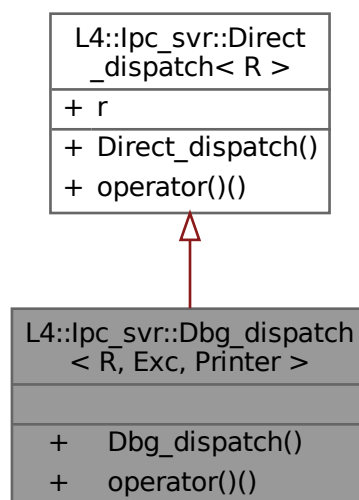 L4::Ipc_svr::Direct
_dispatch< R >
+ r
+ Direct_dispatch()
+ operator()()
L4::Ipc_svr::Dbg_dispatch
< R, Exc, Printer >
+ Dbg_dispatch()
+ operator()()